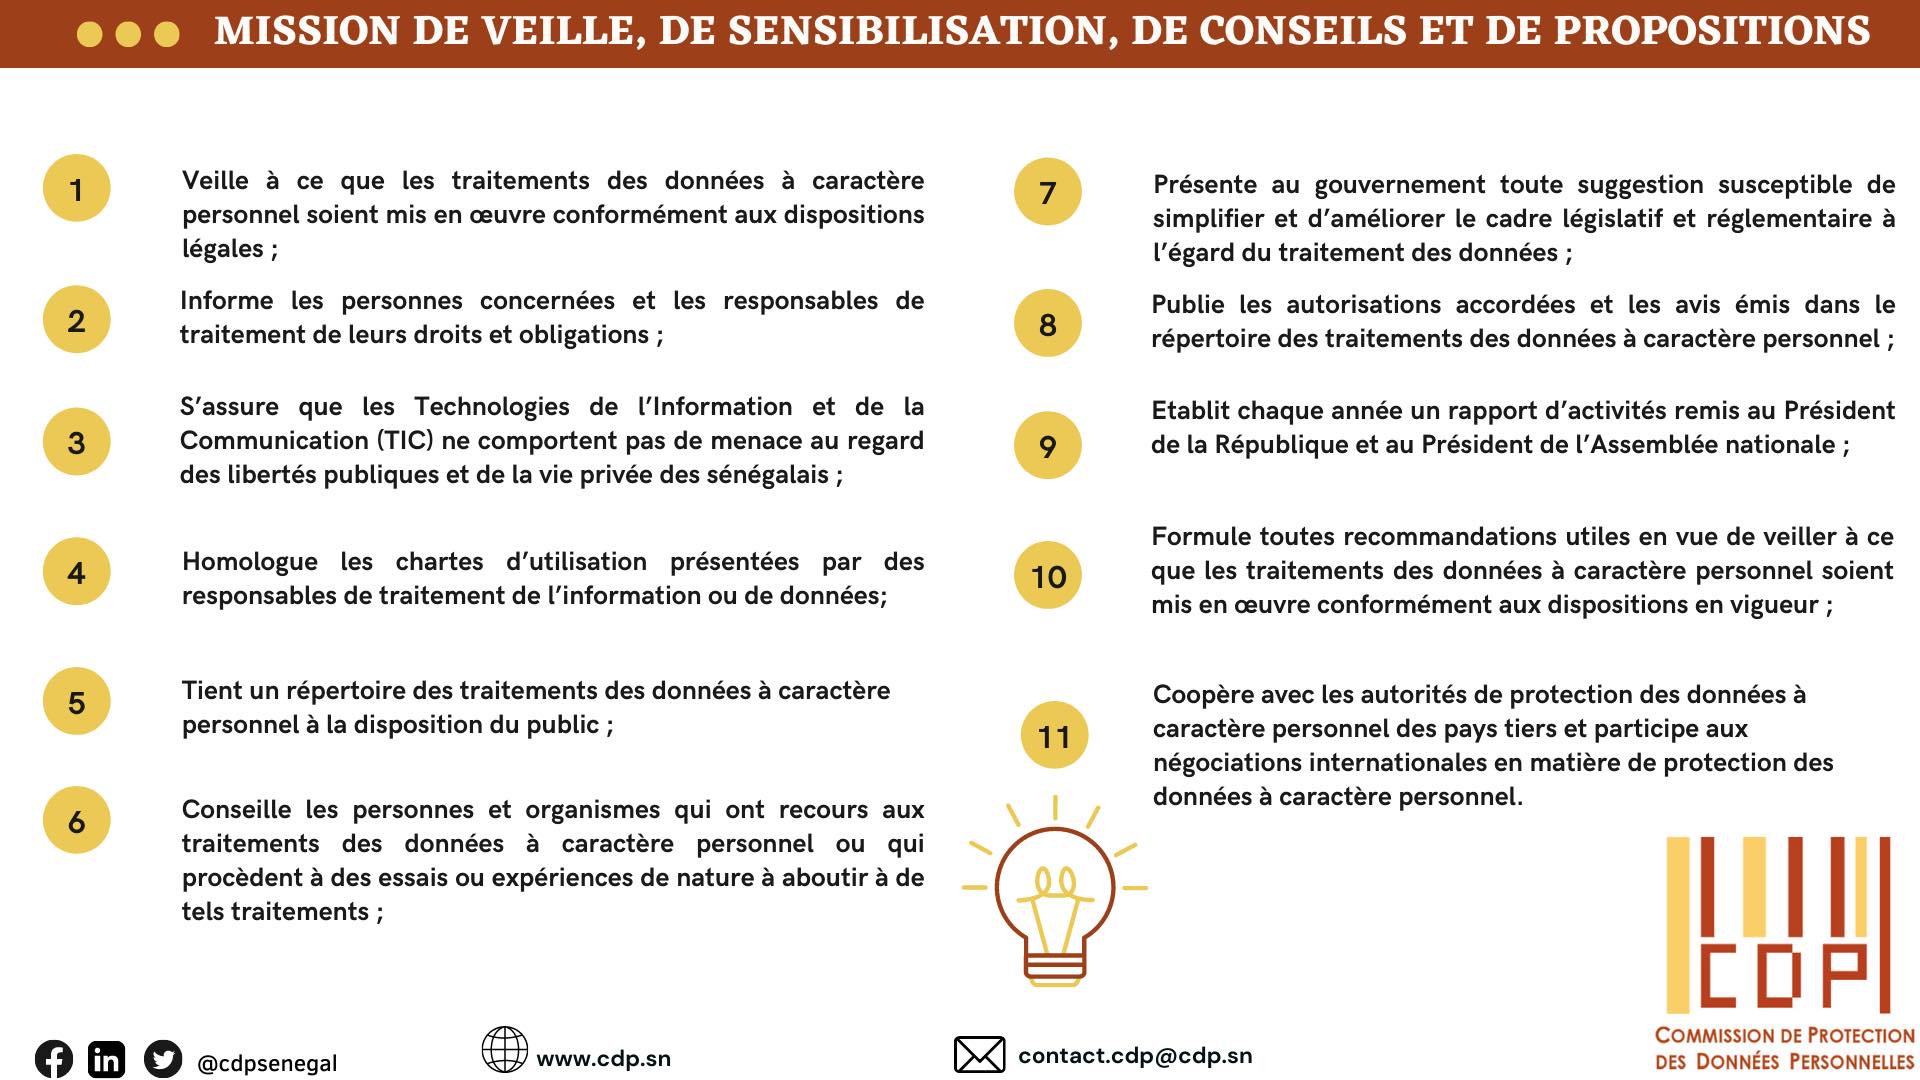 MISSION DE VEILLE, DE SENSIBILISATION, DE CONSEILS ET DE PROPOSITIONS
1
Veille à ce que les traitements des données à caractère
personnel soient mis en œuvre conformément aux dispositions
légales ;
2
Informe les personnes concernées et les responsables de
traitement de leurs droits et obligations ;
3
S’assure que les Technologies de l’Information et de la
Communication (TIC) ne comportent pas de menace au regard
des libertés publiques et de la vie privée des sénégalais ;
4
Homologue les chartes d’utilisation présentées par des
responsables de traitement de l’information ou de données;
5
Tient un répertoire des traitements des données à caractère
personnel à la disposition du public ;
6
Conseille les personnes et organismes qui ont recours aux
traitements des données à caractère personnel ou qui
procèdent à des essais ou expériences de nature à aboutir à de
tels traitements ;
7
Présente au gouvernement toute suggestion susceptible de
simplifier et d’améliorer le cadre législatif et réglementaire à
l’égard du traitement des données ;
8
Publie les autorisations accordées et les avis émis dans le
répertoire des traitements des données à caractère personnel ;
9
Etablit chaque année un rapport d’activités remis au Président
de la République et au Président de l’Assemblée nationale ;
10
Formule toutes recommandations utiles en vue de veiller à ce
que les traitements des données à caractère personnel soient
mis en œuvre conformément aux dispositions en vigueur ;
11
Coopère avec les autorités de protection des données à
caractère personnel des pays tiers et participe aux
négociations internationales en matière de protection des
données à caractère personnel.
CDP
COMMISSION DE PROTECTION
DES DONNÉES PERSONNELLES
@cdpsenegal
www.cdp.sn
contact.cdp@cdp.sn